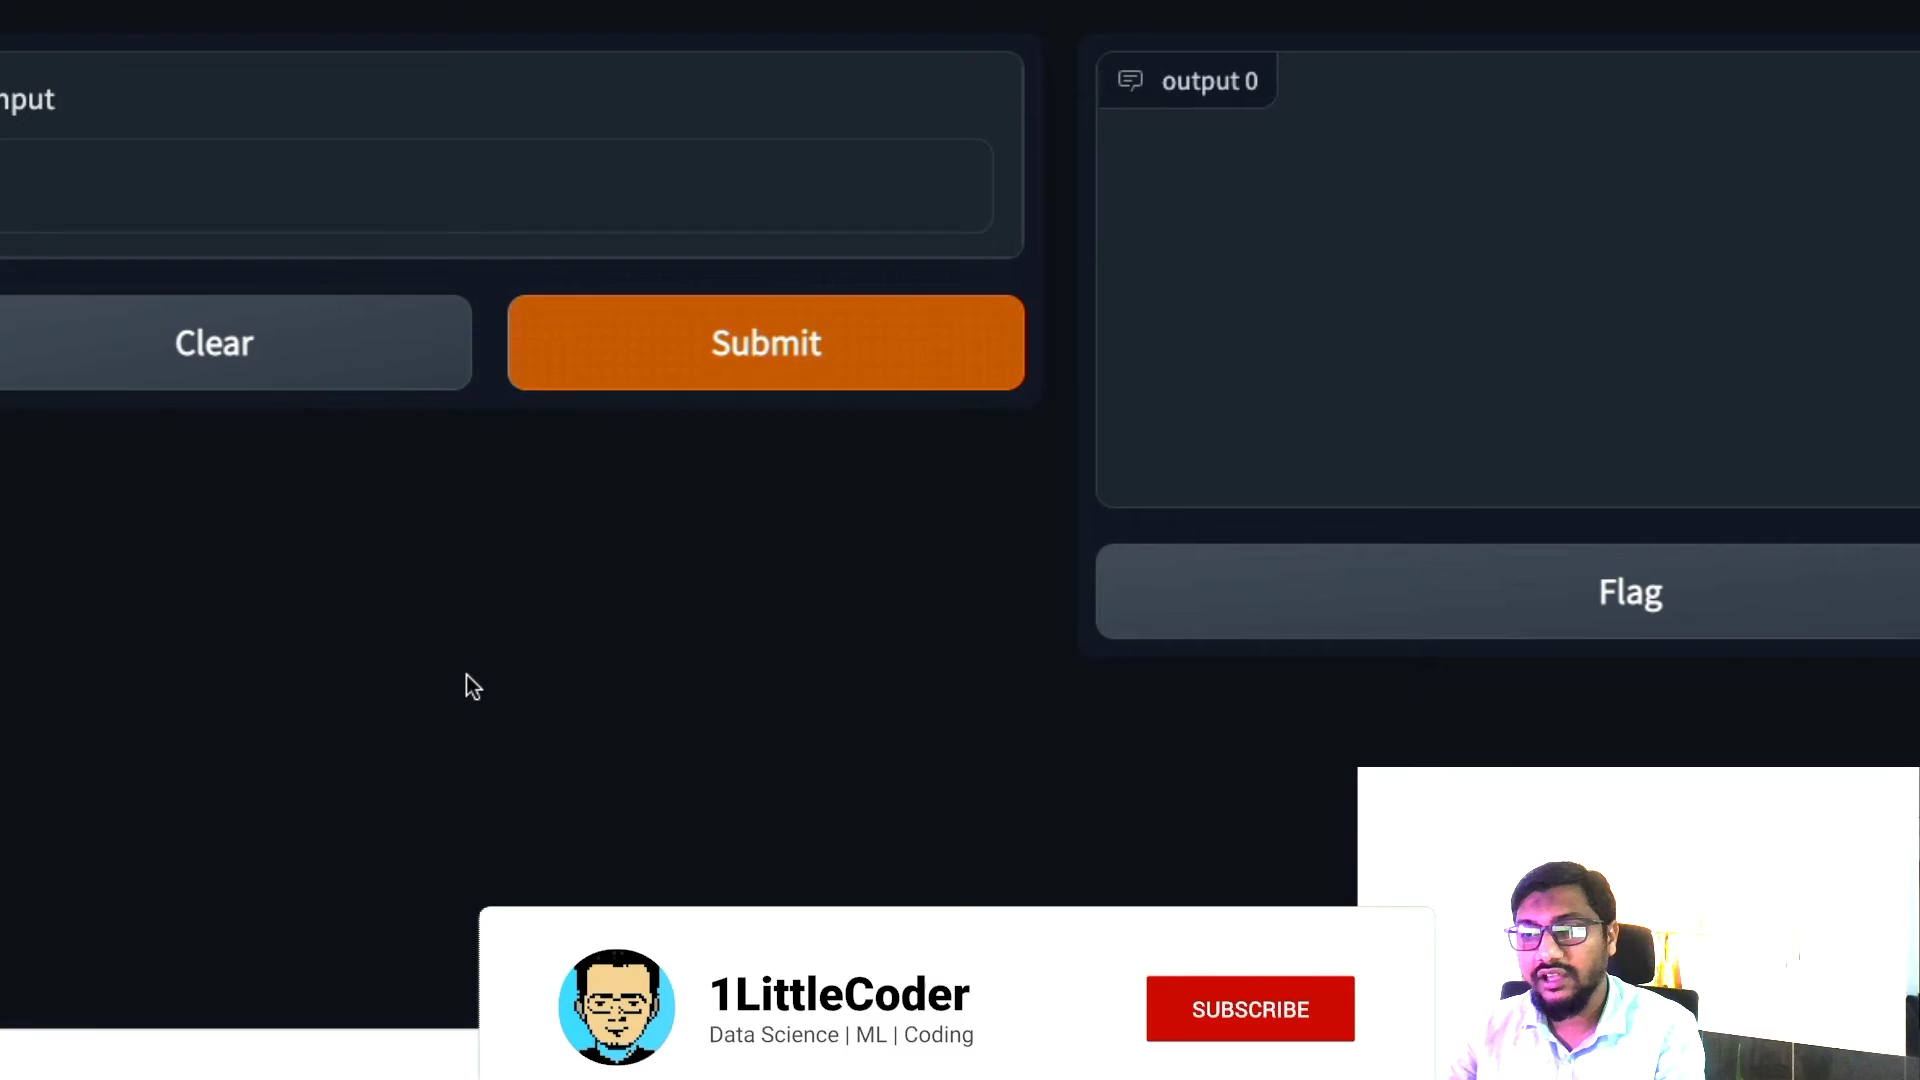 nput
output 0
Clear
Submit
Flag
1LittleCoder
Data Science | ML | Coding
SUBSCRIBE